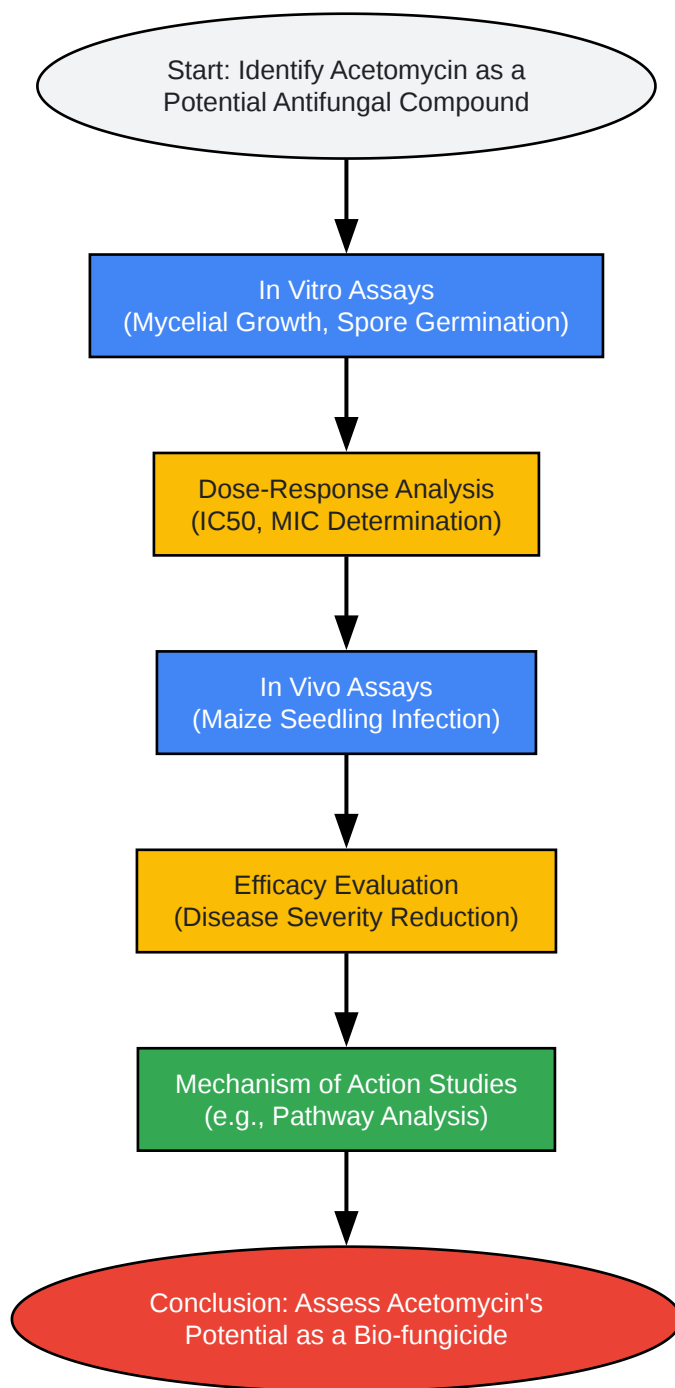 Start: Identify Acetomycin as a
Potential Antifungal Compound
In Vitro Assays
(Mycelial Growth, Spore Germination)
Dose-Response Analysis
(IC50, MIC Determination)
In Vivo Assays
(Maize Seedling Infection)
Efficacy Evaluation
(Disease Severity Reduction)
Mechanism of Action Studies
(e.g., Pathway Analysis)
Conclusion: Assess Acetomycin's
Potential as a Bio-fungicide